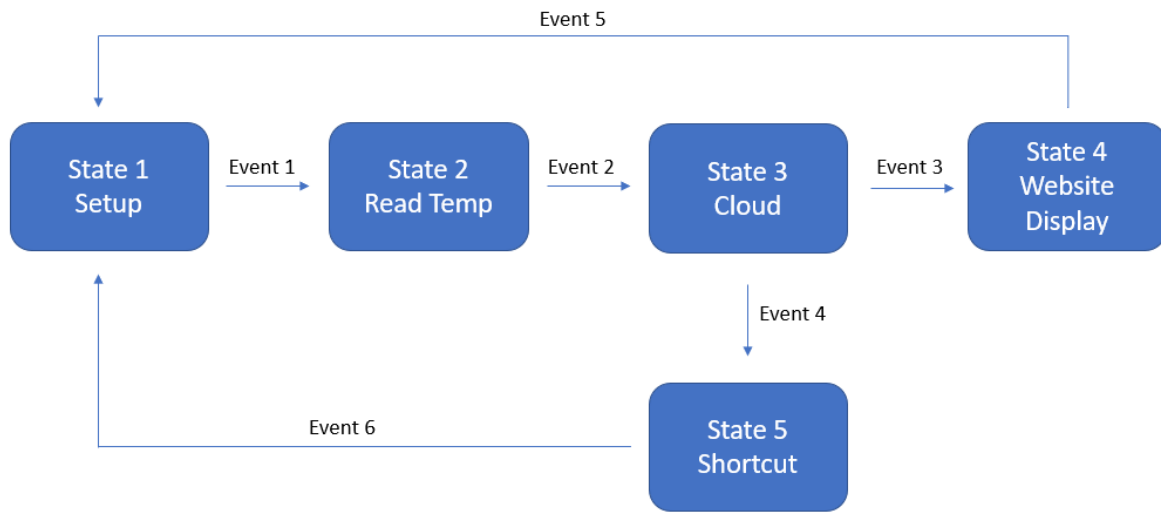 Event 5
State 1
Setup
Event 1
State 2
Read Temp
Event 2
State 3
Cloud
Event 3
State 4
Website
Display
Event 4
Event 6
State 5
Shortcut